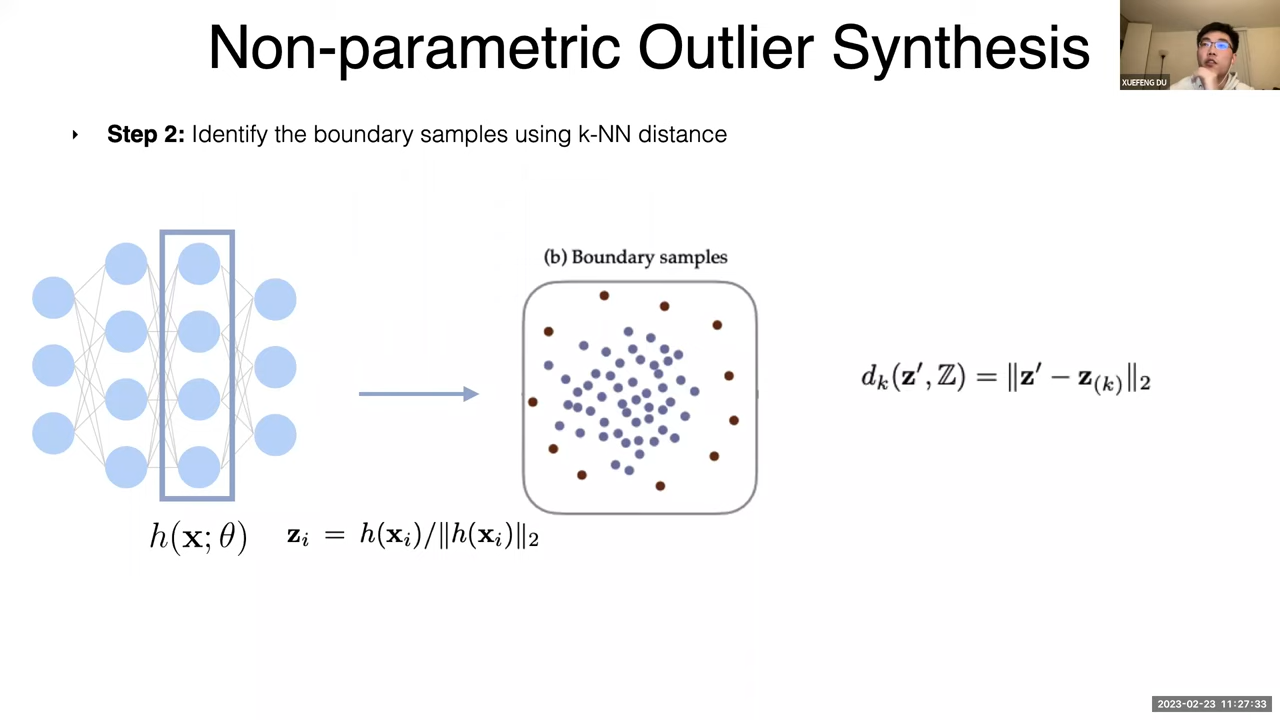 Non-parametric Outlier Synthesis
XUEFENG DU
‣ Step 2: Identify the boundary samples using k-NN distance
(b) Boundary samples
d_k(z′, ℤ) = ‖z′ − z_(k)‖_2
h(x; θ)
z_i = h(x_i)/‖h(x_i)‖_2
2023-02-23 11:27:33